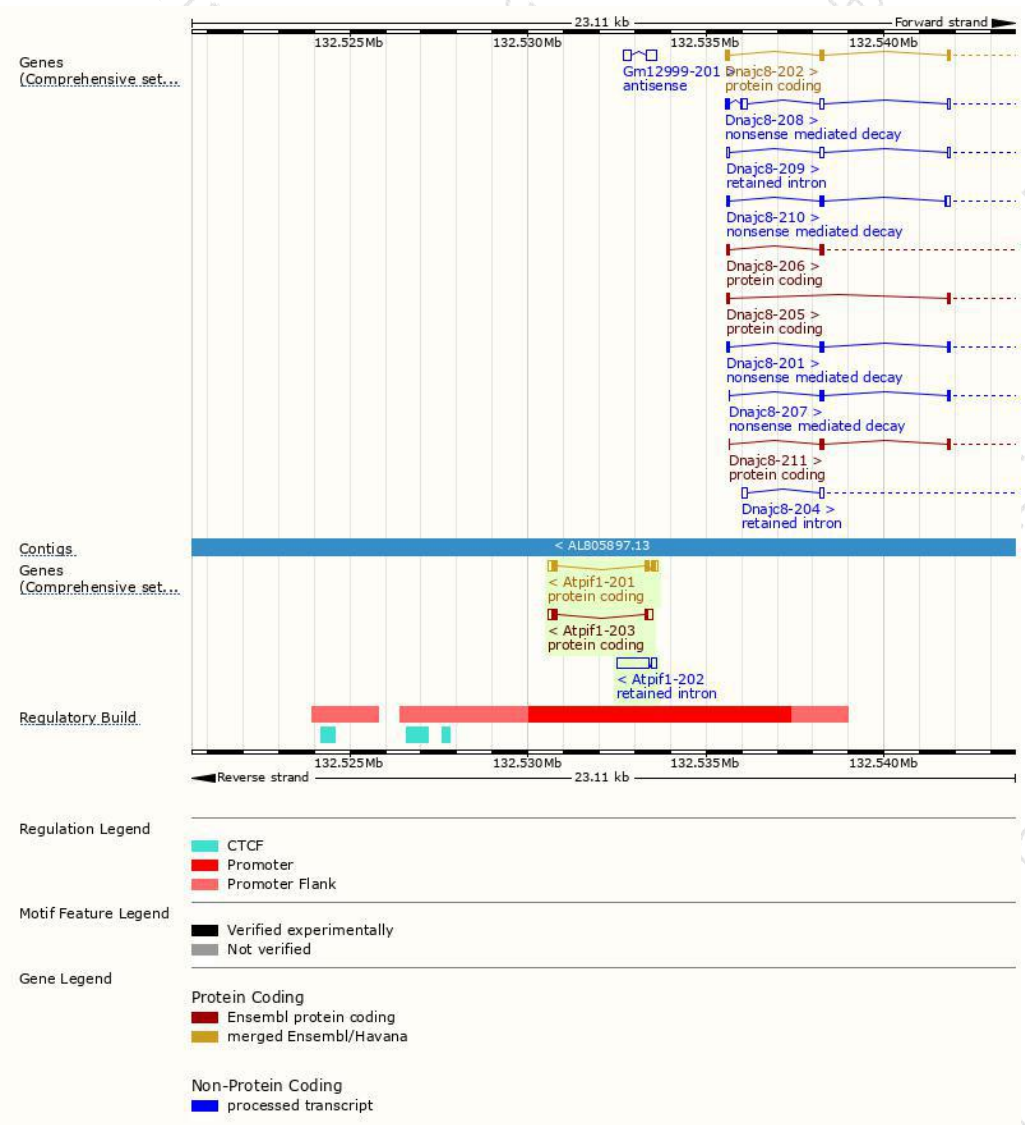 23.11 kb
Forward strand
132.525Mb 132.530Mb 132.535Mb 132.540Mb
Genes
(Comprehensive set...
Gm12999-201 >
antisense
Dnajc8-202 >
protein coding
Dnajc8-208 >
nonsense mediated decay
Dnajc8-209 >
retained intron
Dnajc8-210 >
nonsense mediated decay
Dnajc8-206 >
protein coding
Dnajc8-205 >
protein coding
Dnajc8-201 >
nonsense mediated decay
Dnajc8-207 >
nonsense mediated decay
Dnajc8-211 >
protein coding
Dnajc8-204 >
retained intron
Contigs
< AL805897.13
Genes
(Comprehensive set...
< Atpif1-201
protein coding
< Atpif1-203
protein coding
< Atpif1-202
retained intron
Regulatory Build
132.525Mb 132.530Mb 132.535Mb 132.540Mb
Reverse strand
23.11 kb
Regulation Legend
CTCF
Promoter
Promoter Flank
Motif Feature Legend
Verified experimentally
Not verified
Gene Legend
Protein Coding
Ensembl protein coding
merged Ensembl/Havana
Non-Protein Coding
processed transcript